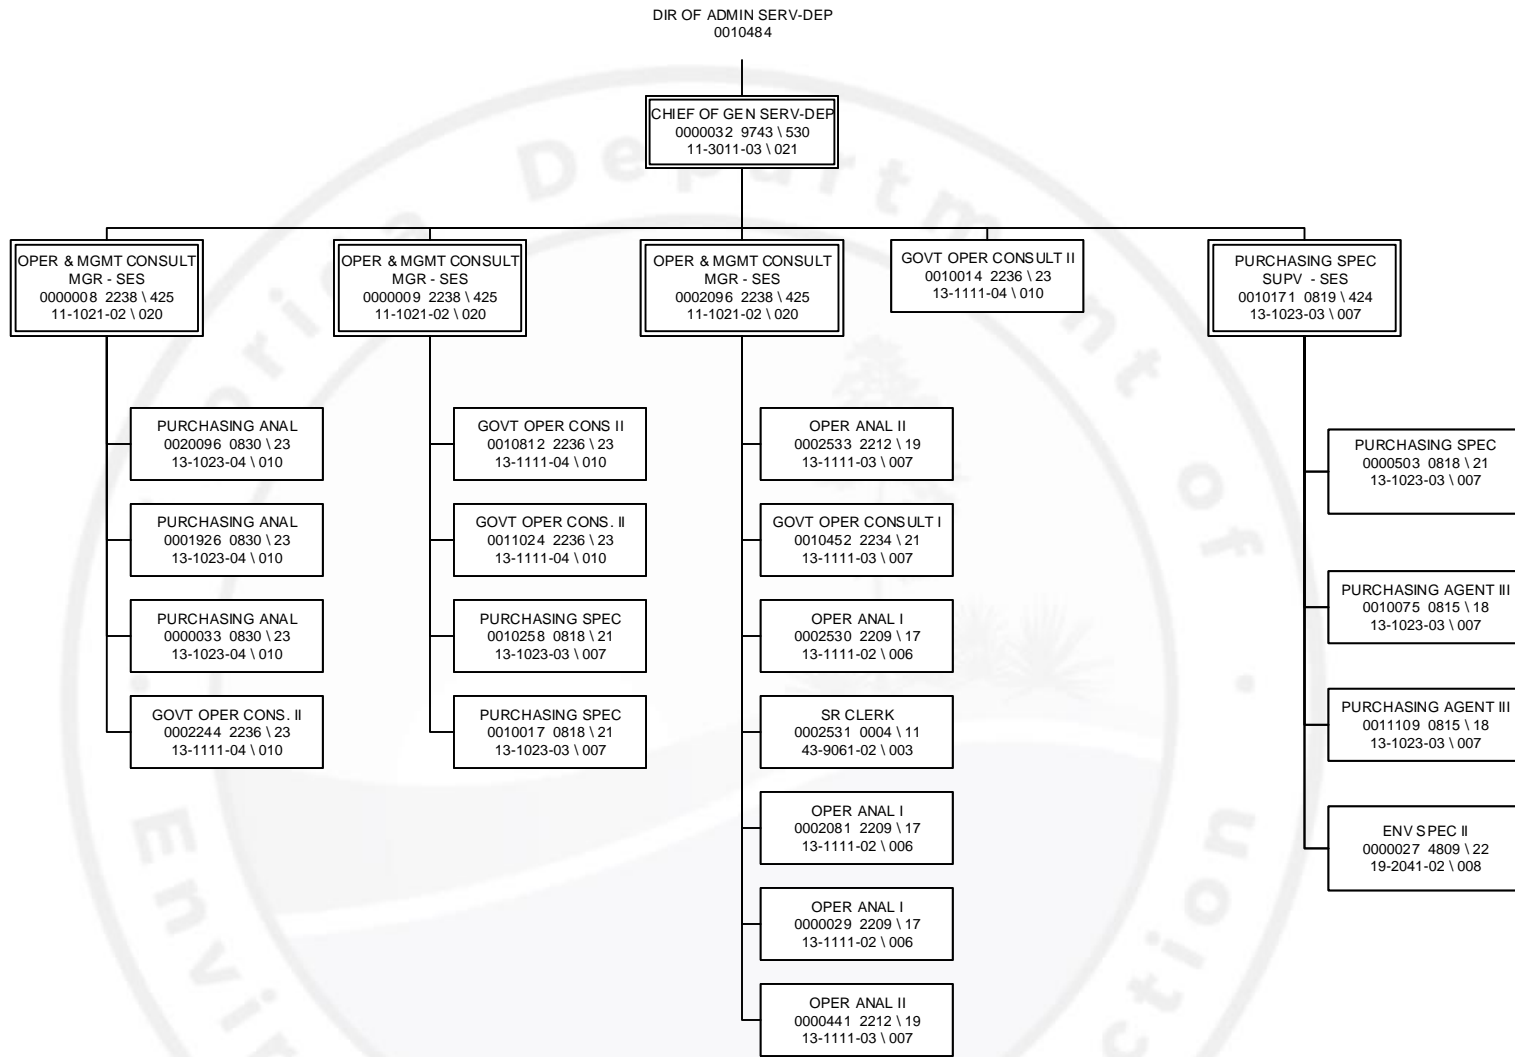 DIR OF ADMIN SERV-DEP
0010484
CHIEF OF GEN SERV-DEP
0000032 9743 \ 530
11-3011-03 \ 021
OPER & MGMT CONSULT
MGR - SES
0000008 2238 \ 425
11-1021-02 \ 020
OPER & MGMT CONSULT
MGR - SES
0000009 2238 \ 425
11-1021-02 \ 020
OPER & MGMT CONSULT
MGR - SES
0002096 2238 \ 425
11-1021-02 \ 020
GOVT OPER CONSULT II
0010014 2236 \ 23
13-1111-04 \ 010
PURCHASING SPEC
SUPV - SES
0010171 0819 \ 424
13-1023-03 \ 007
PURCHASING ANAL
0020096 0830 \ 23
13-1023-04 \ 010
PURCHASING ANAL
0001926 0830 \ 23
13-1023-04 \ 010
PURCHASING ANAL
0000033 0830 \ 23
13-1023-04 \ 010
GOVT OPER CONS. II
0002244 2236 \ 23
13-1111-04 \ 010
GOVT OPER CONS II
0010812 2236 \ 23
13-1111-04 \ 010
GOVT OPER CONS. II
0011024 2236 \ 23
13-1111-04 \ 010
PURCHASING SPEC
0010258 0818 \ 21
13-1023-03 \ 007
PURCHASING SPEC
0010017 0818 \ 21
13-1023-03 \ 007
OPER ANAL II
0002533 2212 \ 19
13-1111-03 \ 007
GOVT OPER CONSULT I
0010452 2234 \ 21
13-1111-03 \ 007
OPER ANAL I
0002530 2209 \ 17
13-1111-02 \ 006
SR CLERK
0002531 0004 \ 11
43-9061-02 \ 003
OPER ANAL I
0002081 2209 \ 17
13-1111-02 \ 006
OPER ANAL I
0000029 2209 \ 17
13-1111-02 \ 006
OPER ANAL II
0000441 2212 \ 19
13-1111-03 \ 007
PURCHASING SPEC
0000503 0818 \ 21
13-1023-03 \ 007
PURCHASING AGENT III
0010075 0815 \ 18
13-1023-03 \ 007
PURCHASING AGENT III
0011109 0815 \ 18
13-1023-03 \ 007
ENV SPEC II
0000027 4809 \ 22
19-2041-02 \ 008
Department of